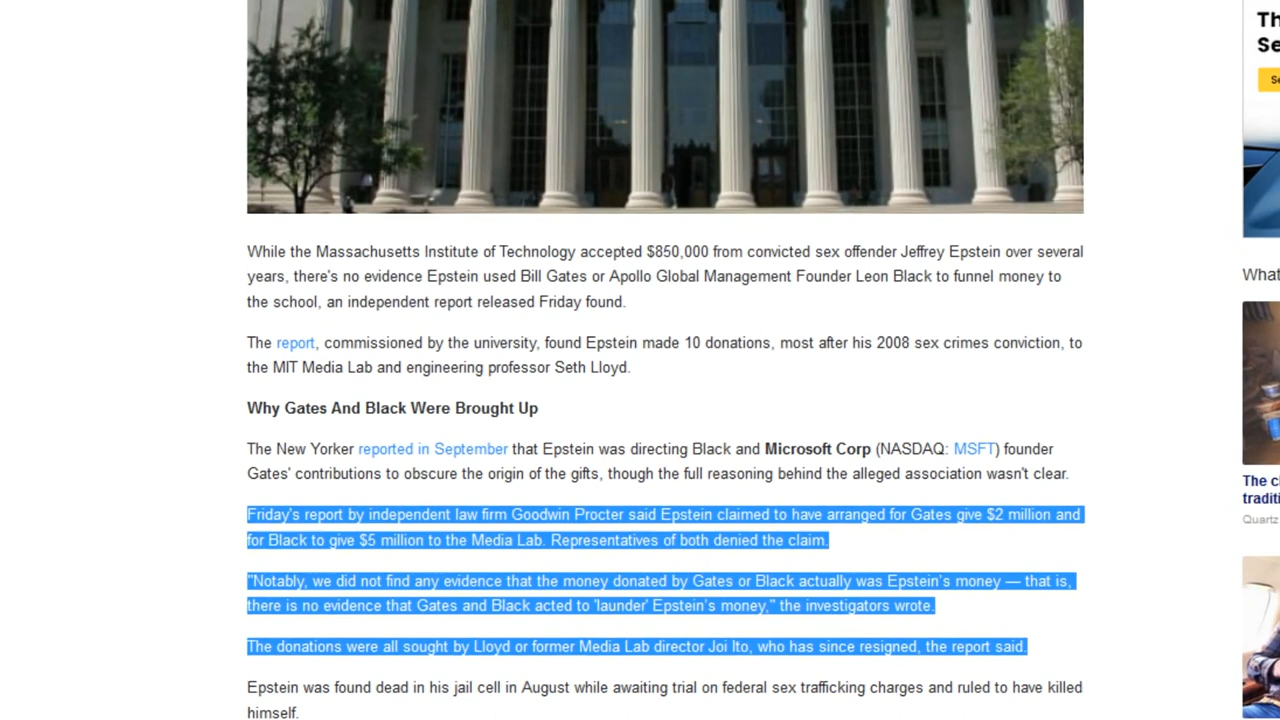 While the Massachusetts Institute of Technology accepted $850,000 from convicted sex offender Jeffrey Epstein over several
years, there's no evidence Epstein used Bill Gates or Apollo Global Management Founder Leon Black to funnel money to
the school, an independent report released Friday found.
The report, commissioned by the university, found Epstein made 10 donations, most after his 2008 sex crimes conviction, to
the MIT Media Lab and engineering professor Seth Lloyd.
Why Gates And Black Were Brought Up
The New Yorker reported in September that Epstein was directing Black and Microsoft Corp (NASDAQ: MSFT) founder
Gates' contributions to obscure the origin of the gifts, though the full reasoning behind the alleged association wasn't clear.
Friday's report by independent law firm Goodwin Procter said Epstein claimed to have arranged for Gates give $2 million and
for Black to give $5 million to the Media Lab. Representatives of both denied the claim.
"Notably, we did not find any evidence that the money donated by Gates or Black actually was Epstein's money — that is,
there is no evidence that Gates and Black acted to 'launder' Epstein's money," the investigators wrote.
The donations were all sought by Lloyd or former Media Lab director Joi Ito, who has since resigned, the report said.
Epstein was found dead in his jail cell in August while awaiting trial on federal sex trafficking charges and ruled to have killed
himself.
Th
Se
Se
What
The c
traditi
Quartz